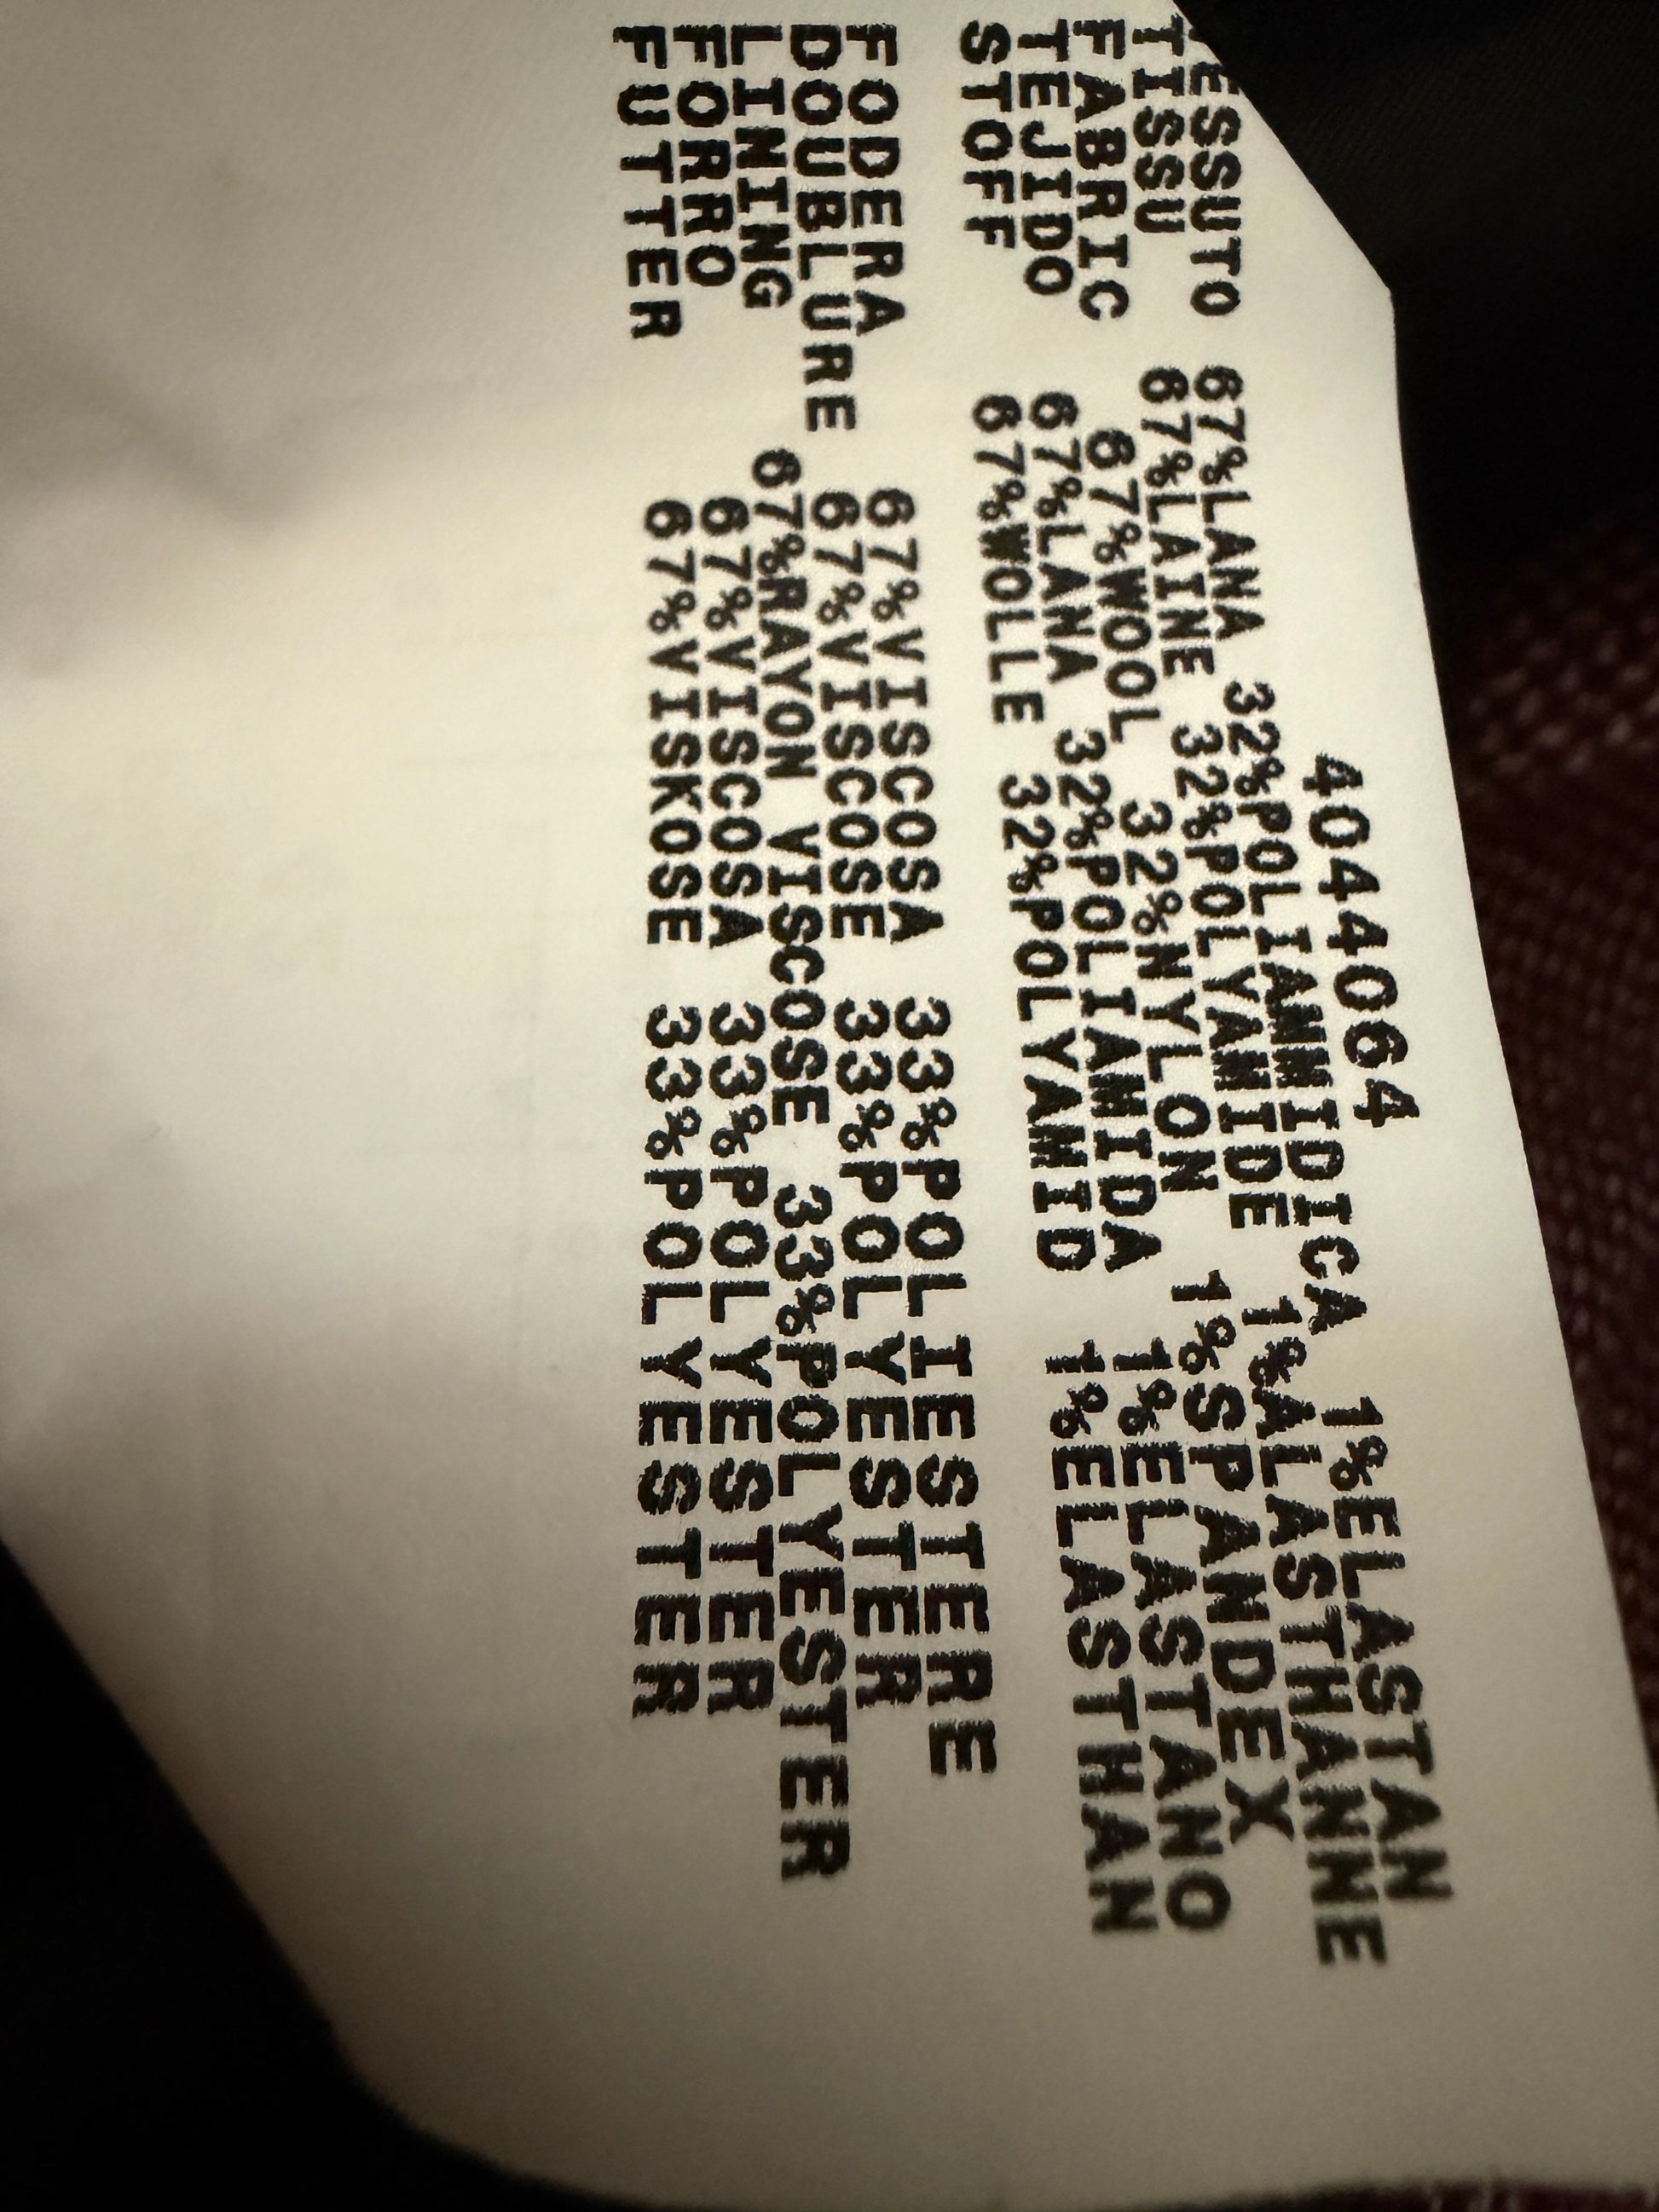 4044064
TESSUTO 67%LANA 32%POLIAMMIDICA 1%ELASTAN
TISSU 67%LAINE 32%POLYAMIDE 1%ALASTHANNE
FABRIC 67%WOOL 32%NYLON 1%SPANDEX
TEJIDO 67%LANA 32%POLIAMIDA 1%ELASTANO
STOFF 67%WOLLE 32%POLYAMID 1%ELASTHAN
FODERA 67%VISCOSA 33%POLIESTERE
DOUBLURE 67%VISCOSE 33%POLYESTER
LINING 67%RAYON VISCOSE 33%POLYESTER
FORRO 67%VISCOSA 33%POLYESTER
FUTTER 67%VISKOSE 33%POLYESTER